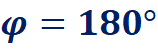 φ = 180°